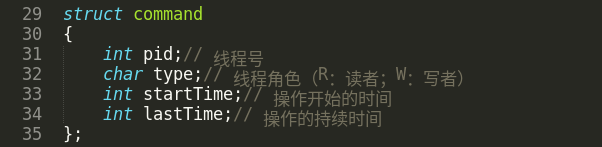 29 struct command
30 {
31     int pid;// 线程号
32     char type;// 线程角色（R：读者；W：写者）
33     int startTime;// 操作开始的时间
34     int lastTime;// 操作的持续时间
35 };